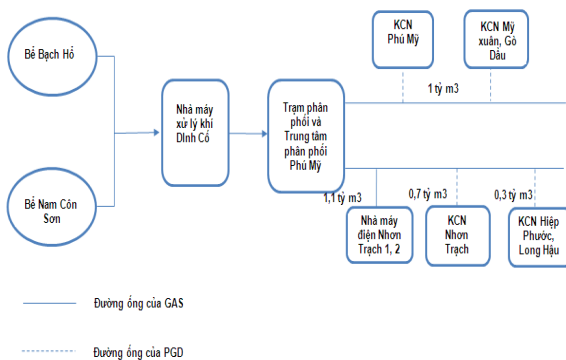 Bể Bạch Hổ
Bể Nam Côn
Sơn
Nhà máy
xử lý khí
DInh Cố
Trạm phân
phối và
Trung tâm
phân phối
Phú Mỹ
KCN
Phú Mỹ
KCN Mỹ
xuân, Gò
Dầu
1 tỷ m3
1,1 tỷ m3
0,7 tỷ m3
0,3 tỷ m3
Nhà máy
điện Nhơn
Trạch 1, 2
KCN
Nhơn
Trạch
KCN Hiệp
Phước,
Long Hậu
Đường ống của GAS
Đường ống của PGD